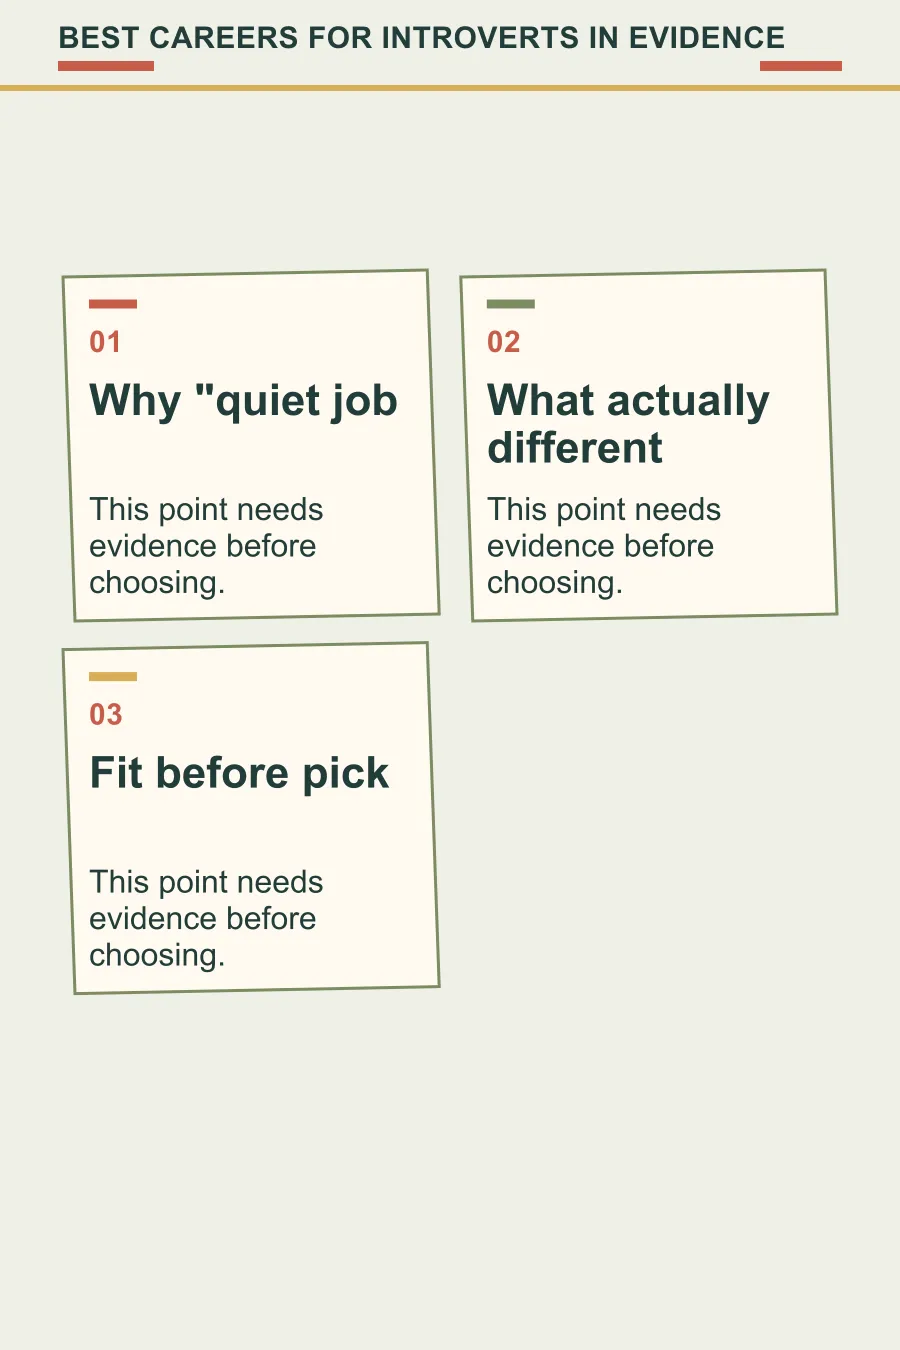 BEST CAREERS FOR INTROVERTS IN EVIDENCE
01
Why "quiet job
This point needs
evidence before
choosing.
02
What actually
different
This point needs
evidence before
choosing.
03
Fit before pick
This point needs
evidence before
choosing.